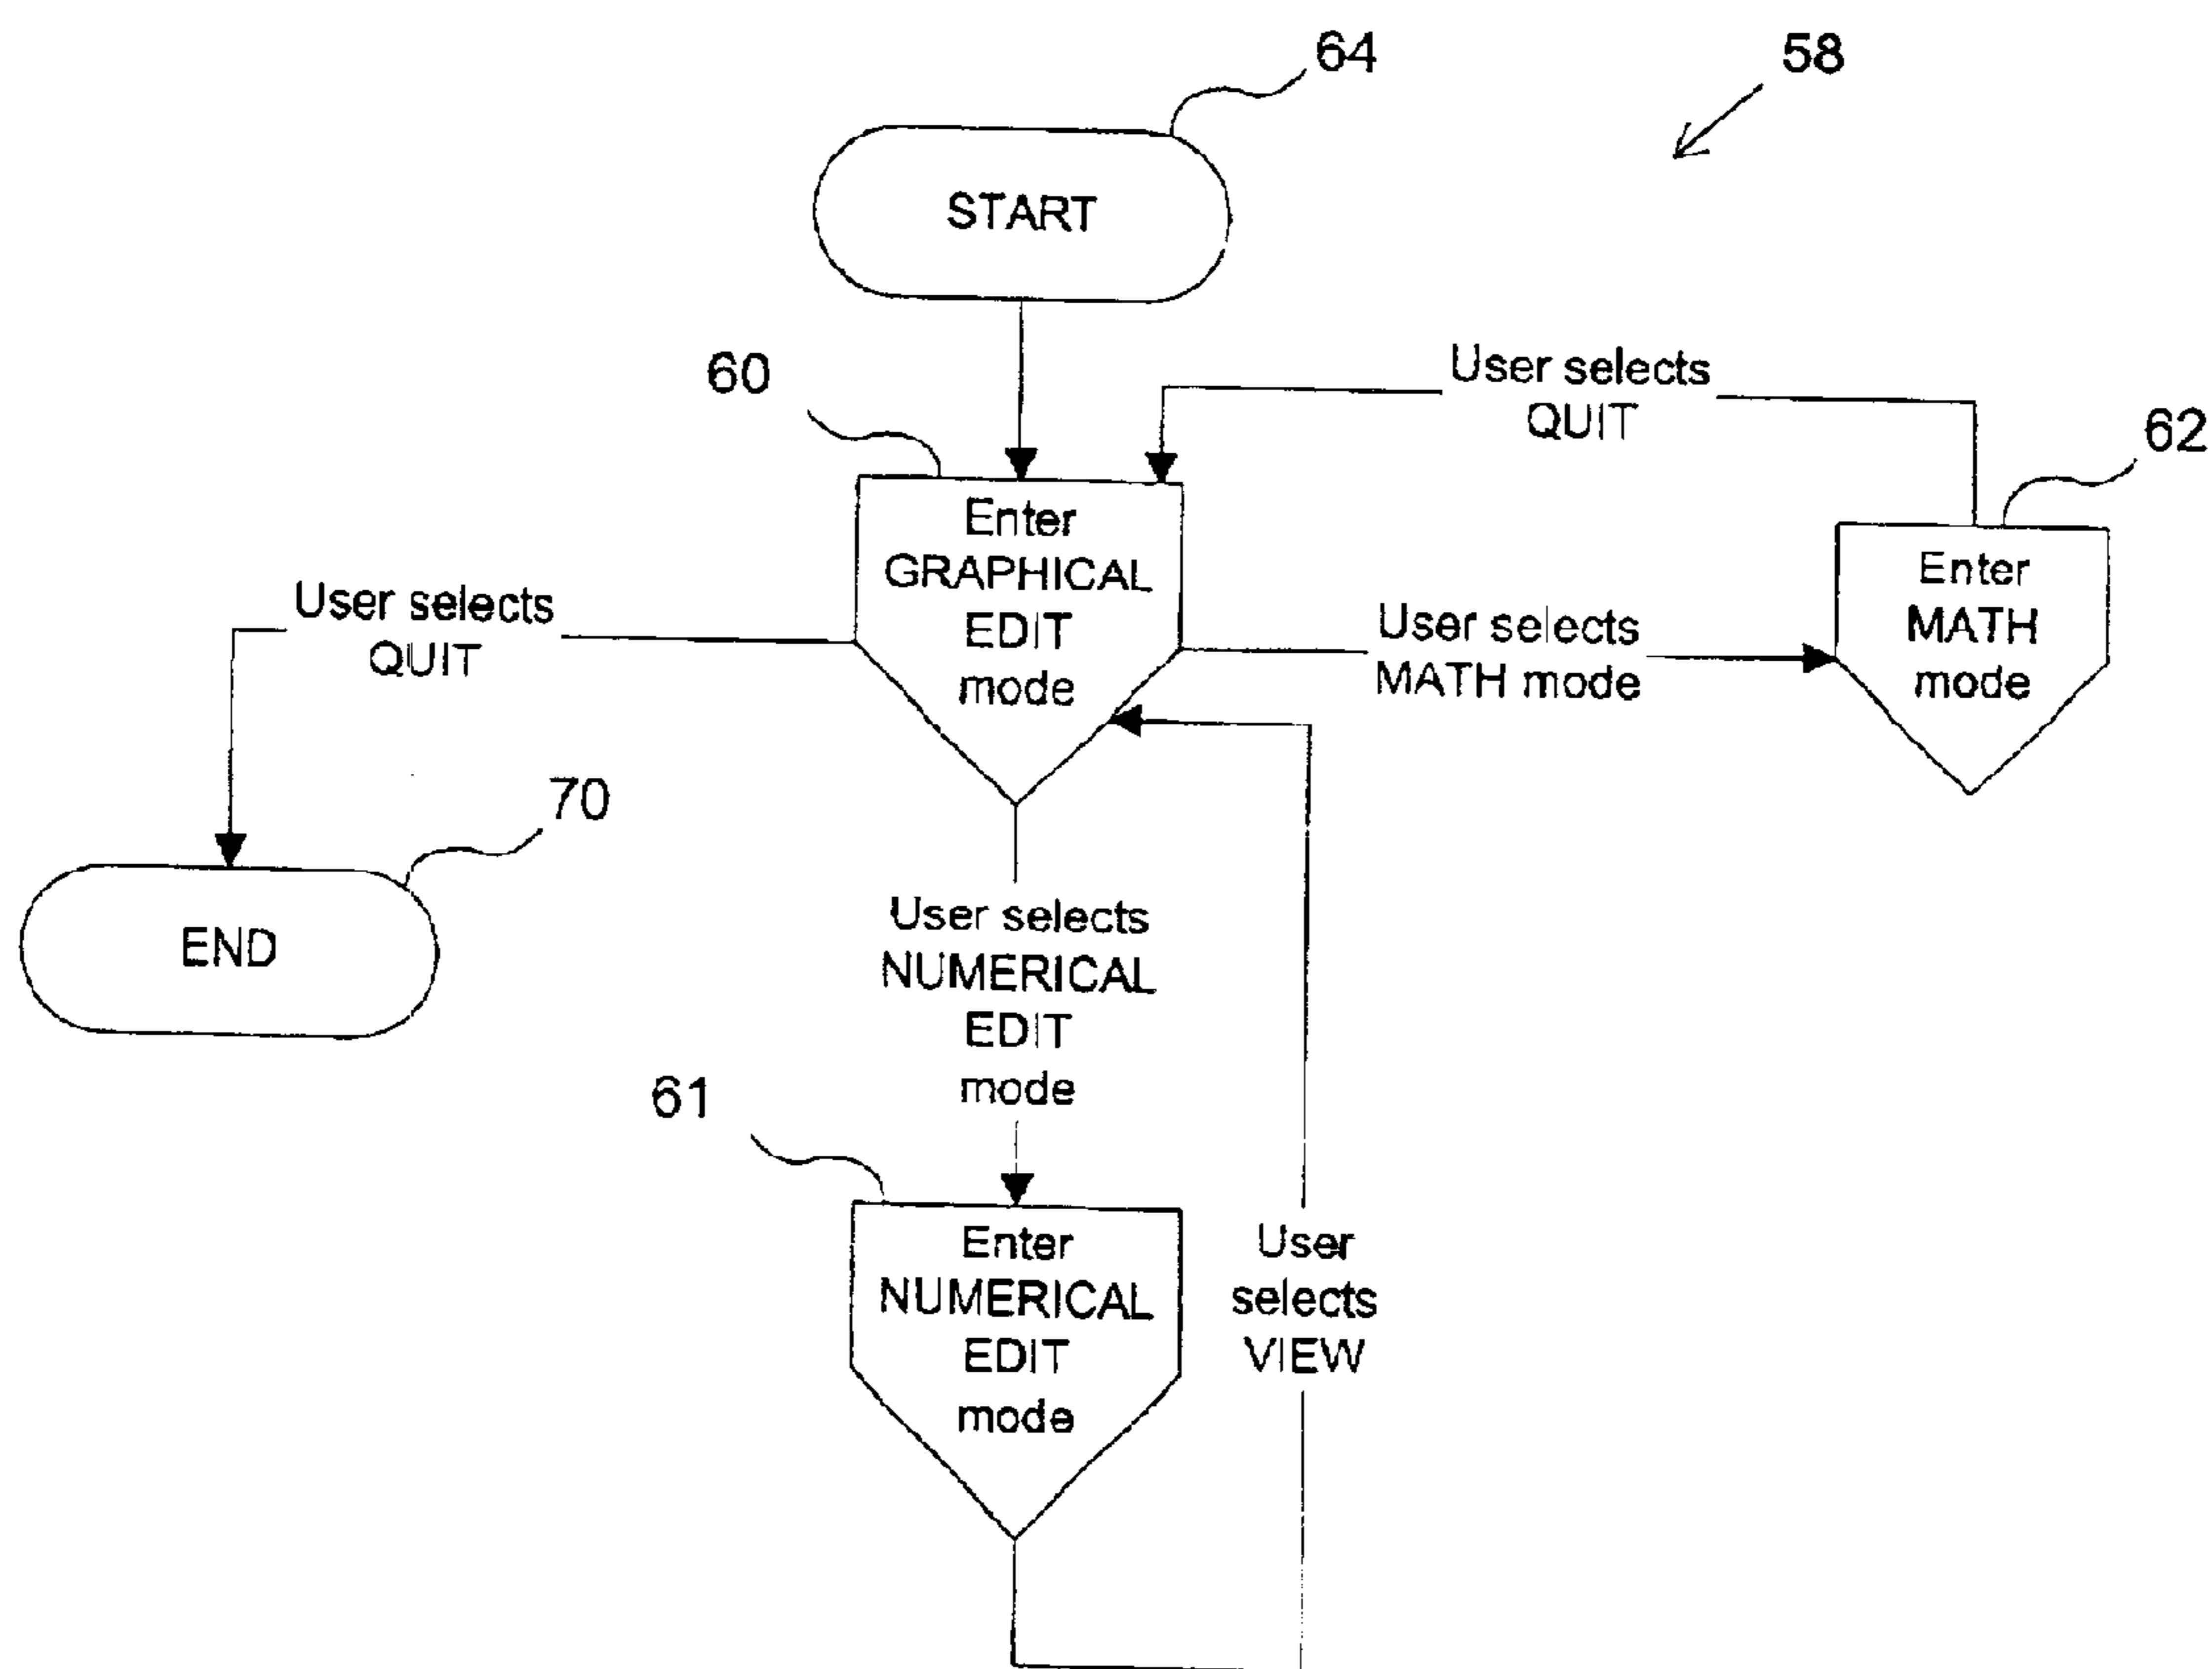 64
58
START
60
User selects
QUIT
62
Enter
GRAPHICAL
EDIT
mode
Enter
MATH
mode
User selects
QUIT
User selects
MATH mode
70
END
User selects
NUMERICAL
EDIT
mode
61
Enter
NUMERICAL
EDIT
mode
User
selects
VIEW